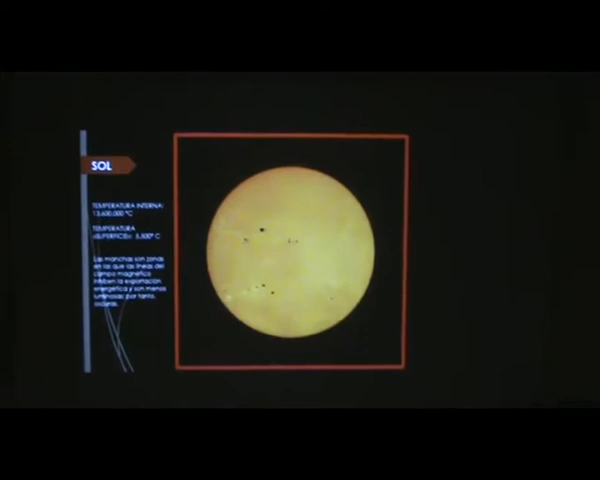 SOL
TEMPERATURA INTERNA:
13,600,000 °C
TEMPERATURA
«SUPERFICIE»: 5,500° C
Las manchas son zonas
en las que las líneas del
campo magnético
inhiben la
energética y son menos
luminosas; por tanto,
oscuras.